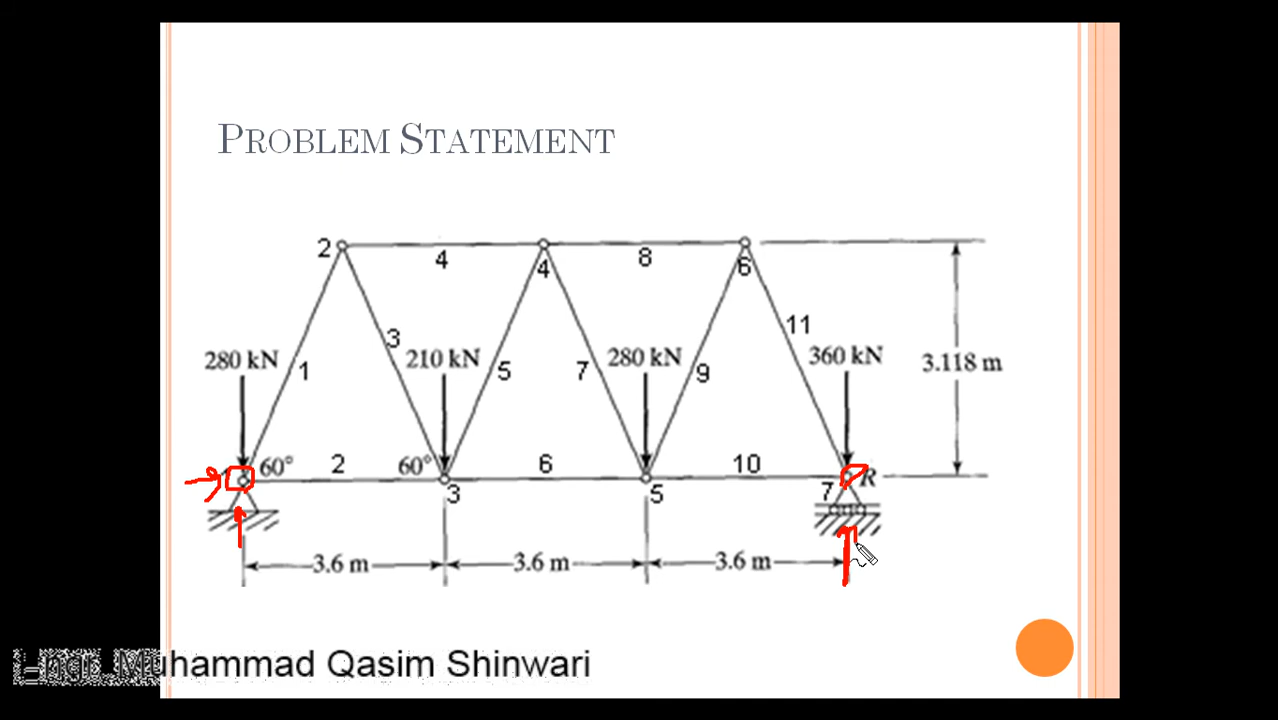 PROBLEM STATEMENT
2
4
4
8
6
3
11
280 kN
210 kN
280 kN
360 kN
3.118 m
1
5
7
9
60°
2
60°
6
10
R
3
5
7
3.6 m
3.6 m
3.6 m
Muhammad Qasim Shinwari